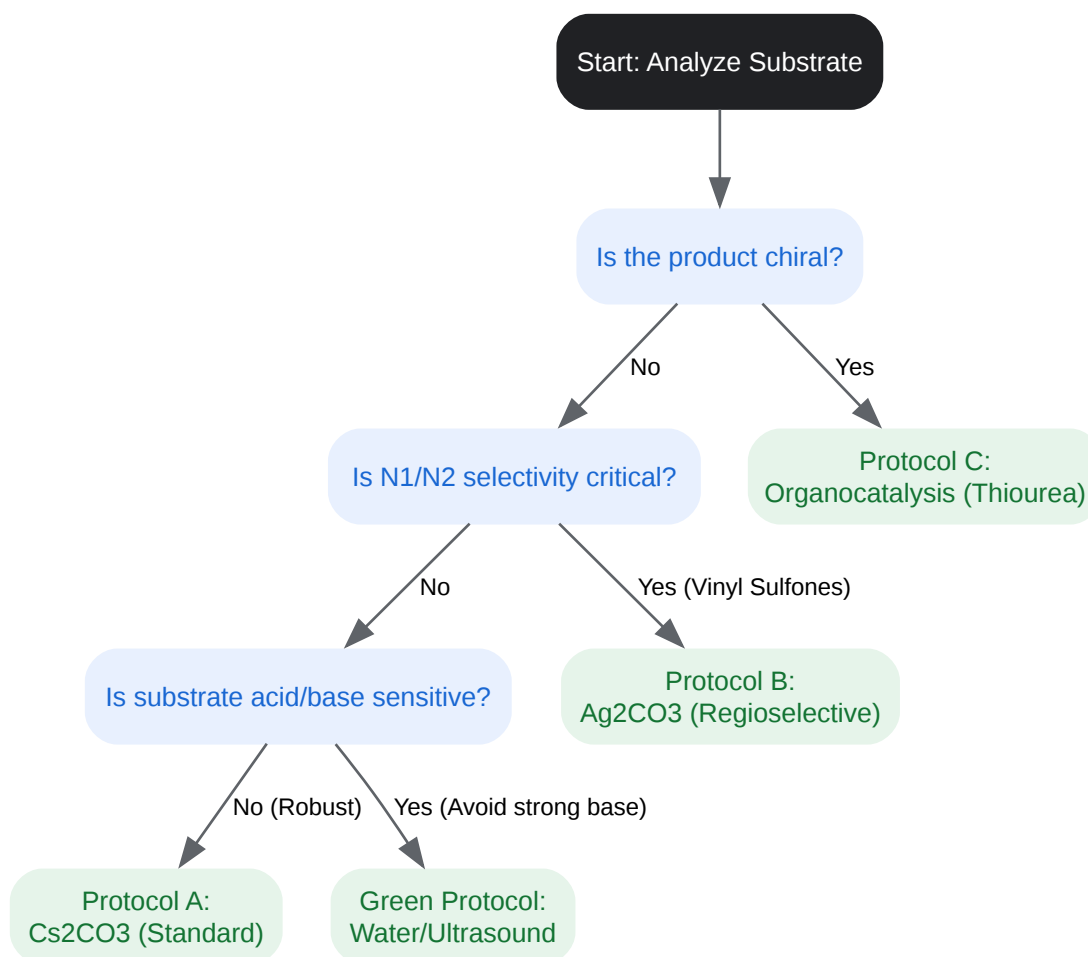 Start: Analyze Substrate
Is the product chiral?
No
Yes
Is N1/N2 selectivity critical?
Protocol C:
Organocatalysis (Thiourea)
No
Yes (Vinyl Sulfones)
Is substrate acid/base sensitive?
Protocol B:
Ag2CO3 (Regioselective)
No (Robust)
Yes (Avoid strong base)
Protocol A:
Cs2CO3 (Standard)
Green Protocol:
Water/Ultrasound